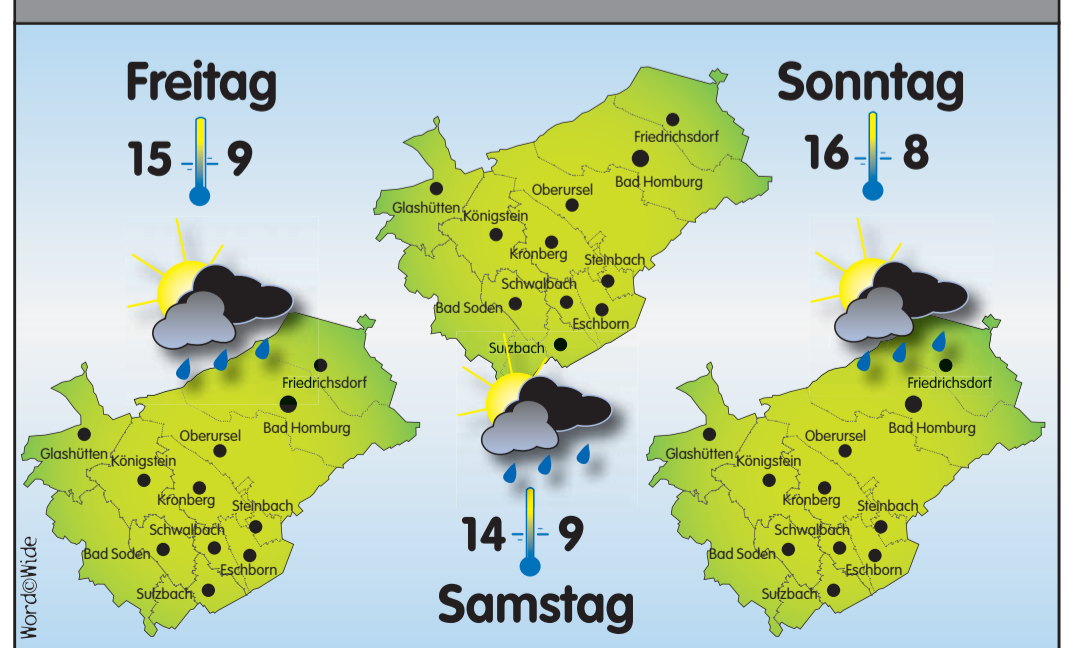 Freitag
15 9
Friedrichsdorf
Bad Homburg
Oberursel
Glashütten
Königstein
Kronberg
Steinbach
Schwalbach
Bad Soden
Eschborn
Sulzbach
Friedrichsdorf
Bad Homburg
Oberursel
Glashütten
Königstein
Kronberg
Steinbach
Schwalbach
Bad Soden
Eschborn
Sulzbach
14 9
Samstag
Sonntag
16 8
Friedrichsdorf
Bad Homburg
Oberursel
Glashütten
Königstein
Kronberg
Steinbach
Schwalbach
Bad Soden
Eschborn
Sulzbach
Word©Wide